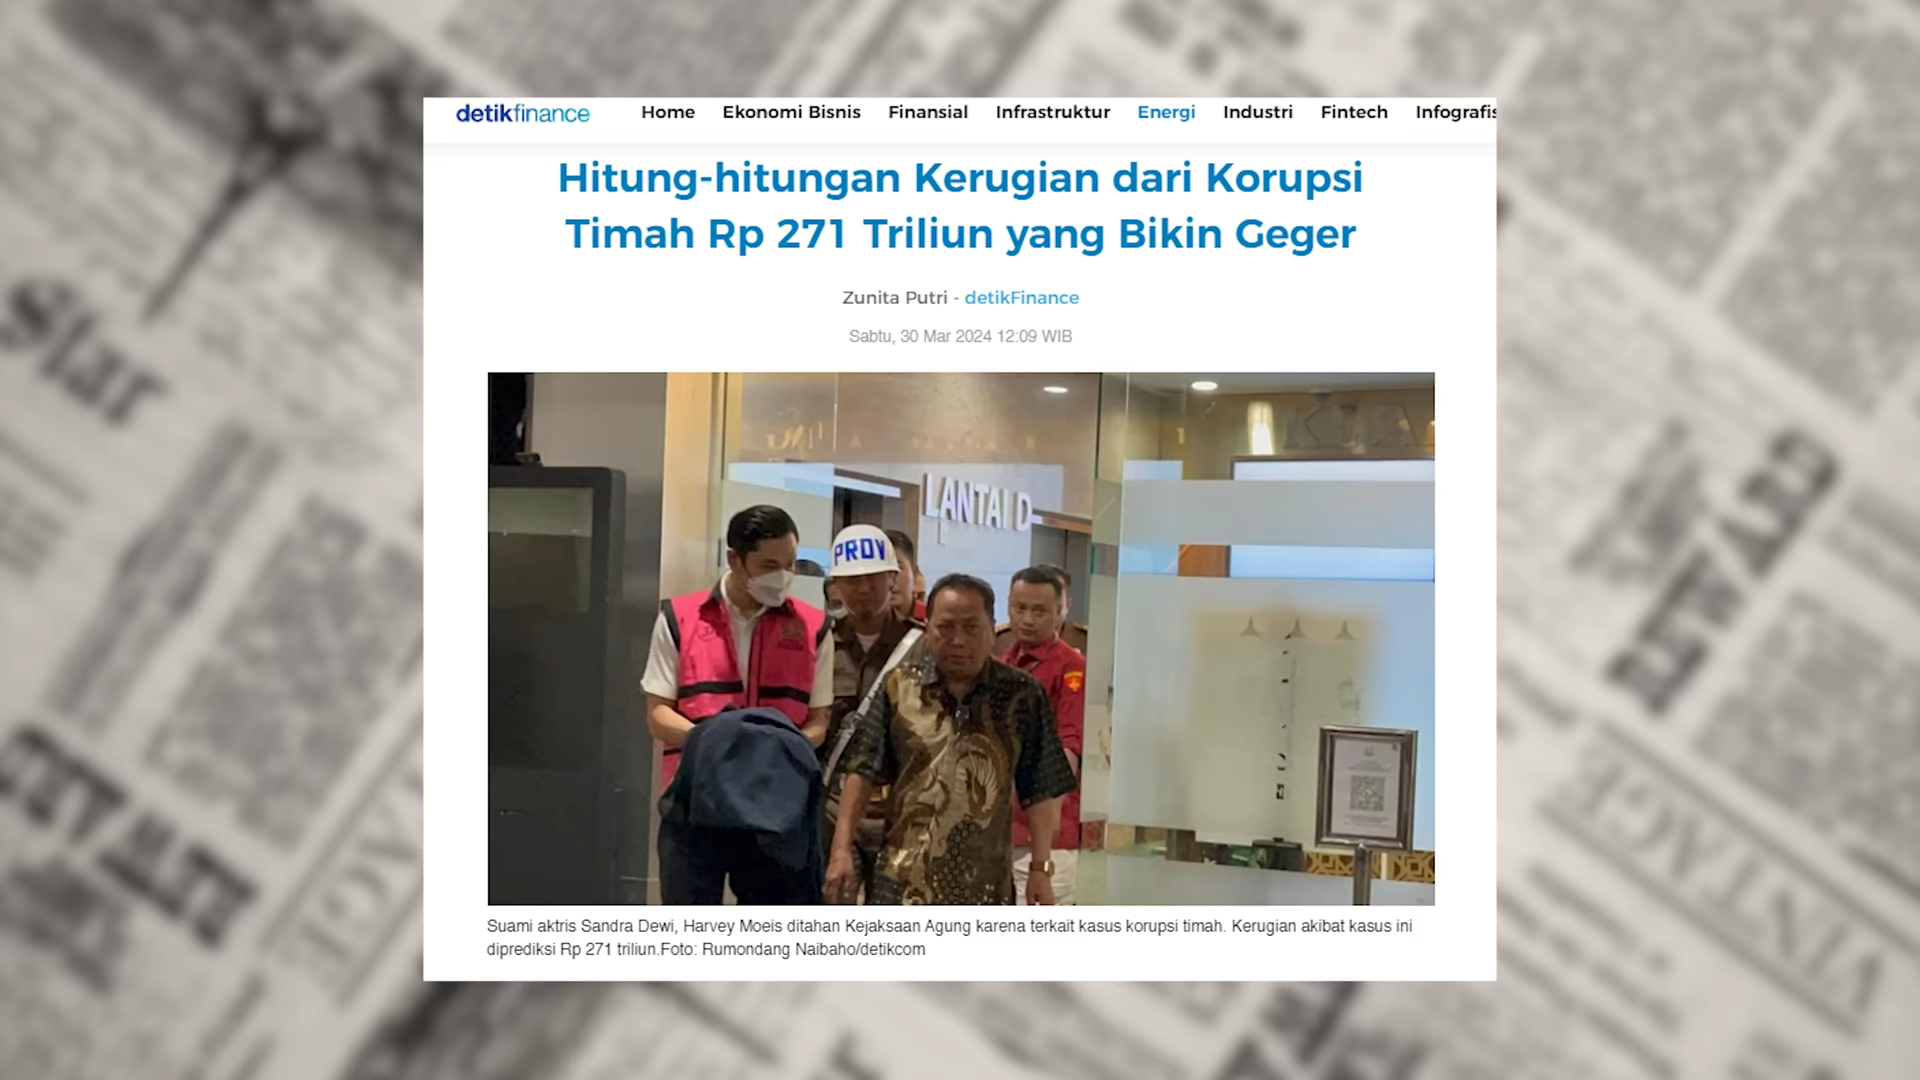 detikfinance Home Ekonomi Bisnis Finansial Infrastruktur Energi Industri Fintech Infografis
Hitung-hitungan Kerugian dari Korupsi
Timah Rp 271 Triliun yang Bikin Geger
Zunita Putri - detikFinance
Sabtu, 30 Mar 2024 12:09 WIB
LANTAI D
PROV
Suami aktris Sandra Dewi, Harvey Moeis ditahan Kejaksaan Agung karena terkait kasus korupsi timah. Kerugian akibat kasus ini
diprediksi Rp 271 triliun.Foto: Rumondang Naibaho/detikcom
Star